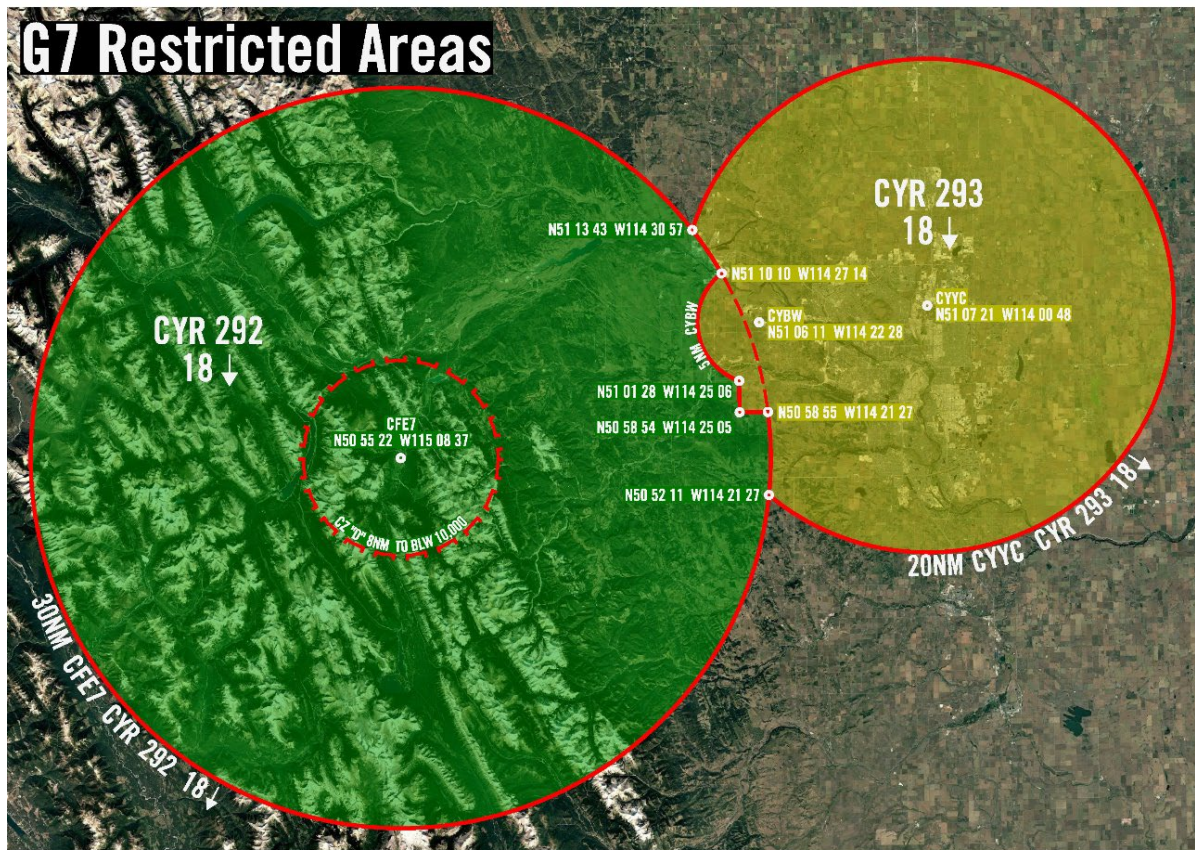 G7 Restricted Areas
CYR 293
18 ↓
N51 13 43 W114 30 57
N51 10 10 W114 27 14
CYYC
N51 07 21 W114 00 48
CYBW
N51 06 11 W114 22 28
5NM CYBW
CYR 292
18 ↓
N51 01 28 W114 25 06
N50 58 55 W114 21 27
N50 58 54 W114 25 05
CFE7
N50 55 22 W115 08 37
N50 52 11 W114 21 27
CZ "D" 8NM TO BLW 10,000
20NM CYYC CYR 293 18 ↓
30NM CFE7 CYR 292 18 ↓